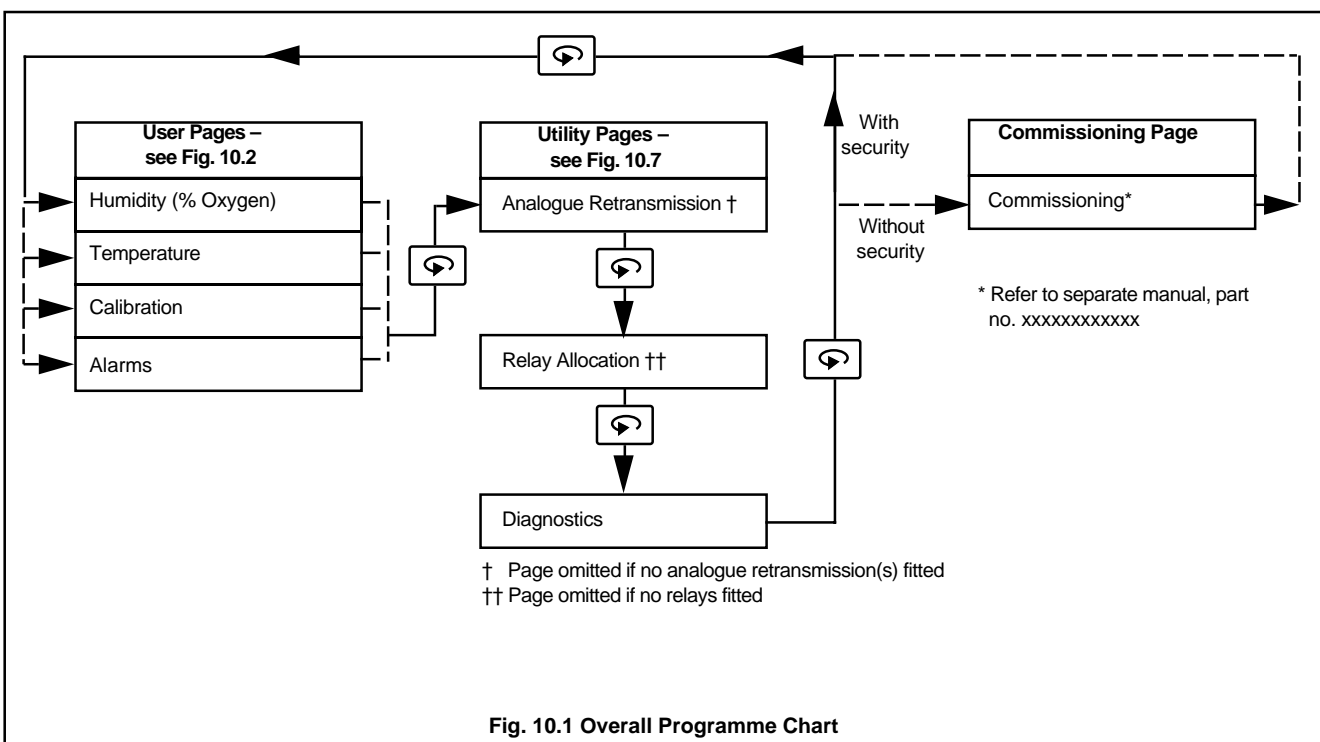 User Pages –
see Fig. 10.2
Humidity (% Oxygen)
Temperature
Calibration
Alarms
Utility Pages –
see Fig. 10.7
Analogue Retransmission †
Relay Allocation ††
Diagnostics
† Page omitted if no analogue retransmission(s) fitted
†† Page omitted if no relays fitted
With
security
Without
security
Commissioning Page
Commissioning*
* Refer to separate manual, part
no. xxxxxxxxxxxx
Fig. 10.1 Overall Programme Chart